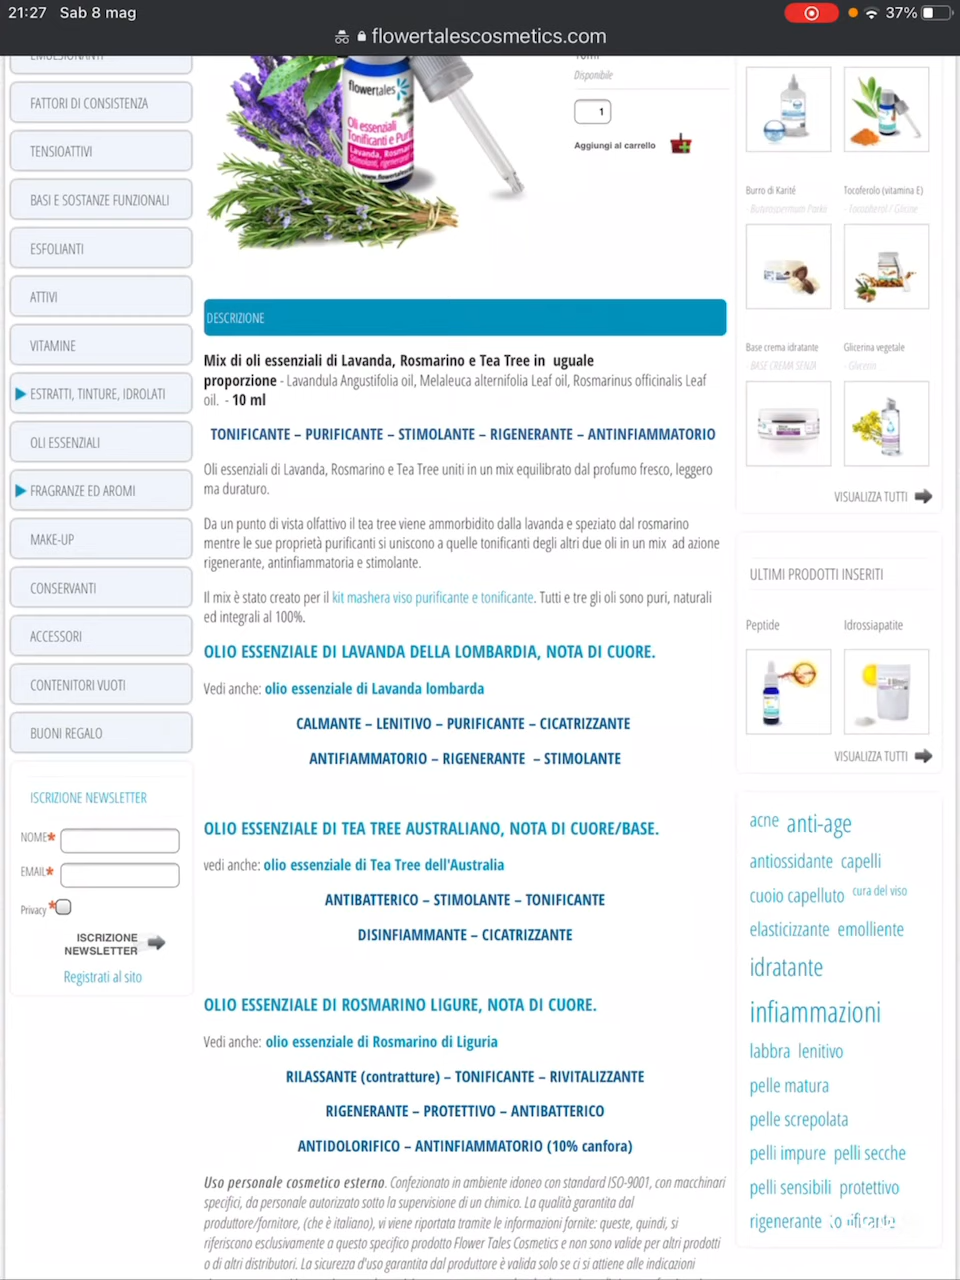 21:27 Sab 8 mag
37%
flowertalescosmetics.com
EMULSIONANTI
FATTORI DI CONSISTENZA
TENSIOATTIVI
BASI E SOSTANZE FUNZIONALI
ESFOLIANTI
ATTIVI
VITAMINE
ESTRATTI, TINTURE, IDROLATI
OLI ESSENZIALI
FRAGRANZE ED AROMI
MAKE-UP
CONSERVANTI
ACCESSORI
CONTENITORI VUOTI
BUONI REGALO
ISCRIZIONE NEWSLETTER
NOME*
EMAIL*
Privacy *
ISCRIZIONE
NEWSLETTER
Registrati al sito
flowertales
Oli essenziali
Tonificanti e
Lavanda,
Disponibile
1
Aggiungi al carrello
DESCRIZIONE
Mix di oli essenziali di Lavanda, Rosmarino e Tea Tree in uguale
proporzione - Lavandula Angustifolia oil, Melaleuca alternifolia Leaf oil, Rosmarinus officinalis Leaf
oil. - 10 ml
TONIFICANTE – PURIFICANTE – STIMOLANTE – RIGENERANTE – ANTINFIAMMATORIO
Oli essenziali di Lavanda, Rosmarino e Tea Tree uniti in un mix equilibrato dal profumo fresco, leggero
ma duraturo.
Da un punto di vista olfattivo il tea tree viene ammorbidito dalla lavanda e speziato dal rosmarino
mentre le sue proprietà purificanti si uniscono a quelle tonificanti degli altri due oli in un mix ad azione
rigenerante, antinfiammatoria e stimolante.
Il mix è stato creato per il kit mashera viso purificante e tonificante. Tutti e tre gli oli sono puri, naturali
ed integrali al 100%.
OLIO ESSENZIALE DI LAVANDA DELLA LOMBARDIA, NOTA DI CUORE.
Vedi anche: olio essenziale di Lavanda lombarda
CALMANTE – LENITIVO – PURIFICANTE – CICATRIZZANTE
ANTIFIAMMATORIO – RIGENERANTE – STIMOLANTE
OLIO ESSENZIALE DI TEA TREE AUSTRALIANO, NOTA DI CUORE/BASE.
vedi anche: olio essenziale di Tea Tree dell'Australia
ANTIBATTERICO – STIMOLANTE – TONIFICANTE
DISINFIAMMANTE – CICATRIZZANTE
OLIO ESSENZIALE DI ROSMARINO LIGURE, NOTA DI CUORE.
Vedi anche: olio essenziale di Rosmarino di Liguria
RILASSANTE (contratture) – TONIFICANTE – RIVITALIZZANTE
RIGENERANTE – PROTETTIVO – ANTIBATTERICO
ANTIDOLORIFICO – ANTINFIAMMATORIO (10% canfora)
Uso personale cosmetico esterno. Confezionato in ambiente idoneo con standard ISO-9001, con macchinari
specifici, da personale autorizzato sotto la supervisione di un chimico. La qualità garantita dal
produttore/fornitore, (che è italiano), vi viene riportata tramite le informazioni fornite: queste, quindi, si
riferiscono esclusivamente a questo specifico prodotto Flower Tales Cosmetics e non sono valide per altri prodotti
o di altri distributori. La sicurezza d'uso garantita dal produttore è valida solo se ci si attiene alle indicazioni
Burro di Karité
- Butirospermum Parkii
Tocoferolo (vitamina E)
- Tocopherol / Glicine
Base crema idratante
- BASE CREMA SENZA
Glicerina vegetale
- Glycerin
VISUALIZZA TUTTI
ULTIMI PRODOTTI INSERITI
Peptide
Idrossiapatite
VISUALIZZA TUTTI
acne anti-age
antiossidante capelli
cuoio capelluto cura del viso
elasticizzante emolliente
idratante
infiammazioni
labbra lenitivo
pelle matura
pelle screpolata
pelli impure pelli secche
pelli sensibili protettivo
rigenerante tonificante